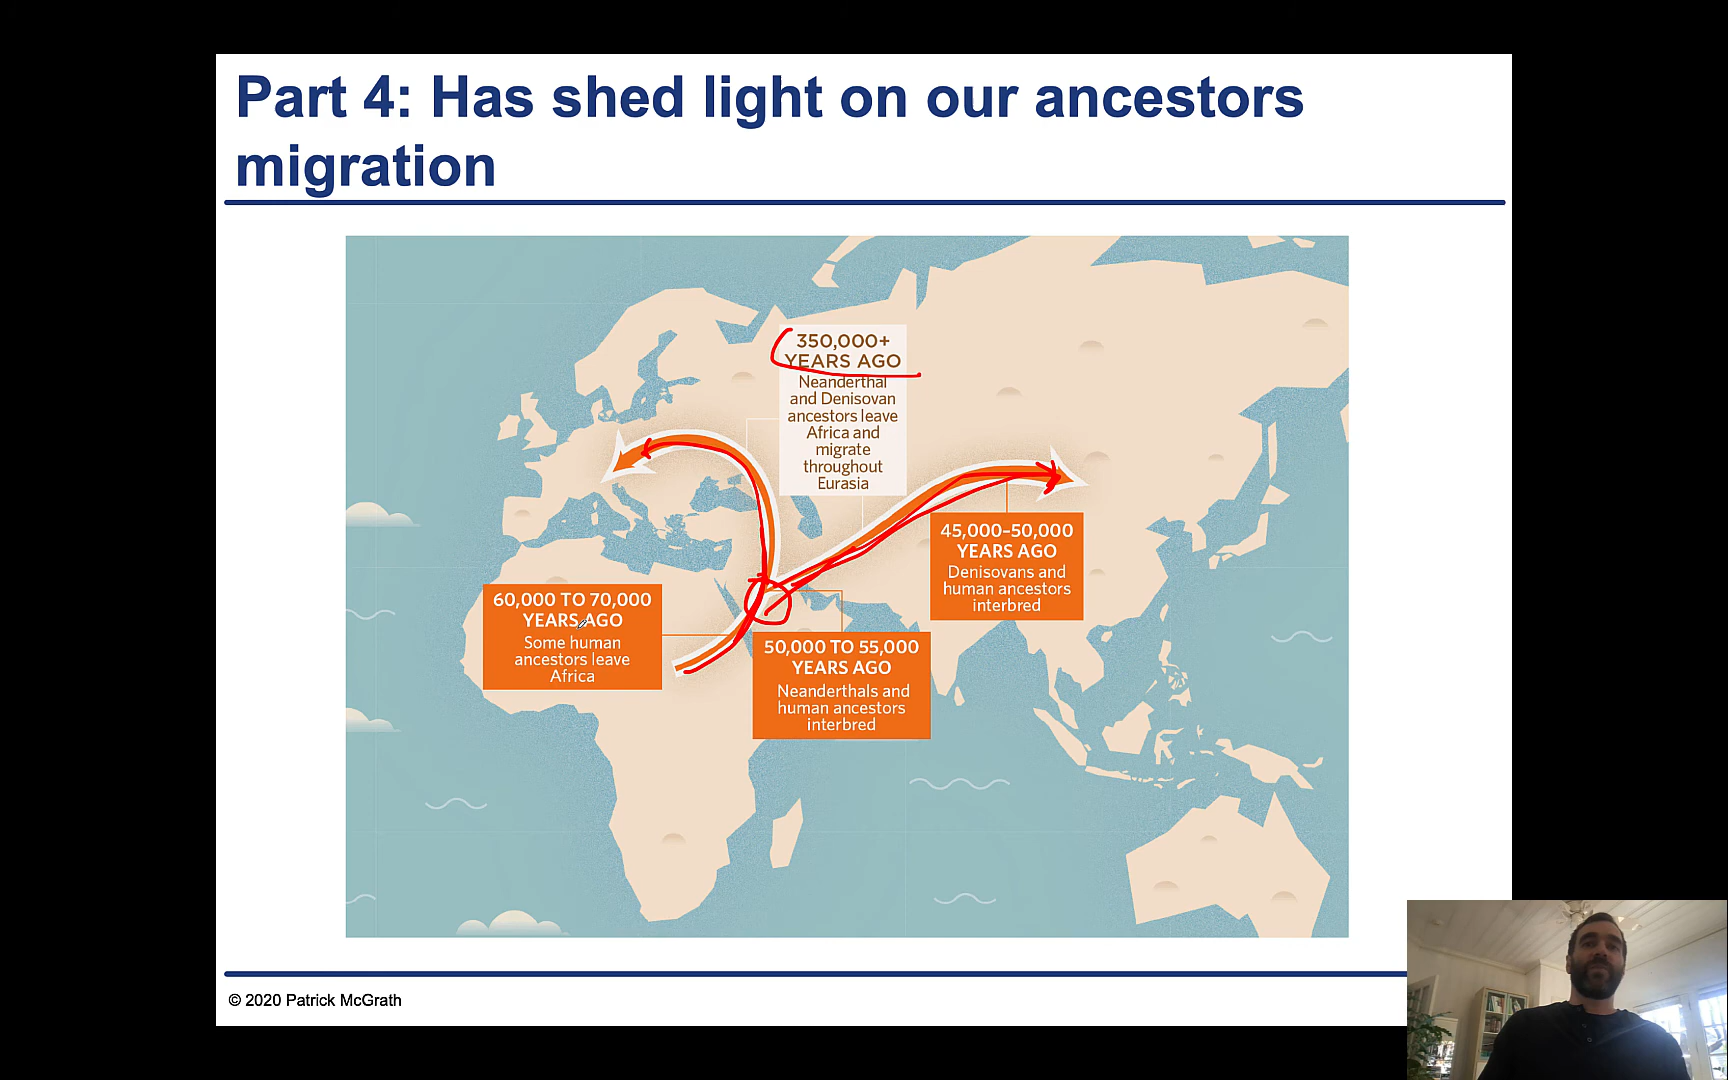 Part 4: Has shed light on our ancestors
migration
350,000+
YEARS AGO
Neanderthal
and Denisovan
ancestors leave
Africa and
migrate
throughout
Eurasia
45,000–50,000
YEARS AGO
Denisovans and
human ancestors
interbred
60,000 TO 70,000
YEARS AGO
Some human
ancestors leave
Africa
50,000 TO 55,000
YEARS AGO
Neanderthals and
human ancestors
interbred
© 2020 Patrick McGrath